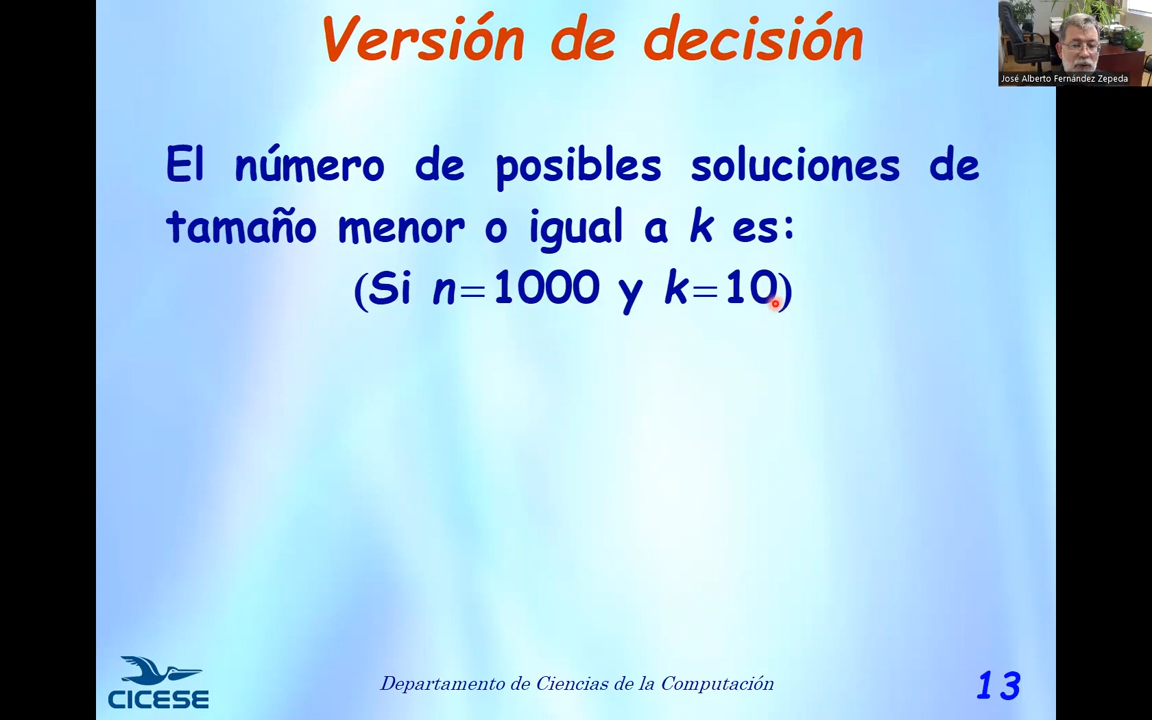 Versión de decisión
José Alberto Fernández Zepeda
El número de posibles soluciones de
tamaño menor o igual a k es:
(Si n=1000 y k=10)
CICESE
Departamento de Ciencias de la Computación
13